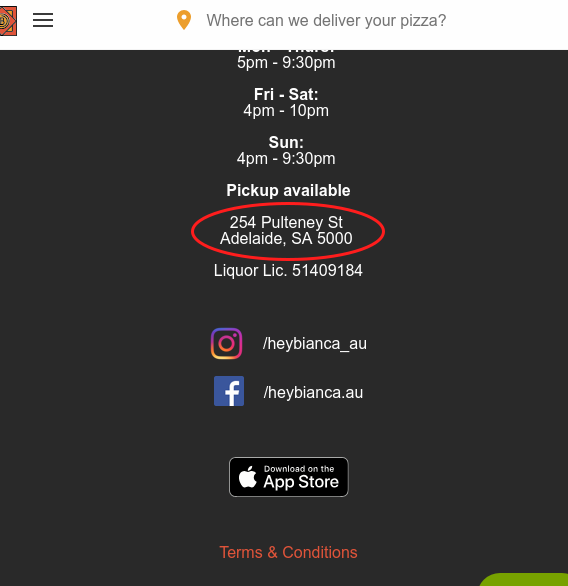 Where can we deliver your pizza?
Mon - Thurs:
5pm - 9:30pm
Fri - Sat:
4pm - 10pm
Sun:
4pm - 9:30pm
Pickup available
254 Pulteney St
Adelaide, SA 5000
Liquor Lic. 51409184
/heybianca_au
/heybianca.au
Download on the
App Store
Terms & Conditions